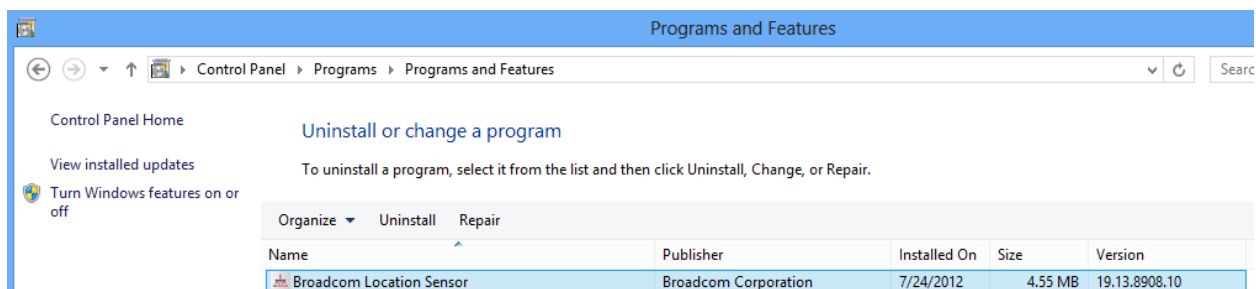 Programs and Features
Control Panel Programs Programs and Features
Control Panel Home
Uninstall or change a program
View installed updates
To uninstall a program, select it from the list and then click Uninstall, Change, or Repair.
Turn Windows features on or
off
Organize Uninstall Repair
Name Publisher Installed On Size Version
Broadcom Location Sensor Broadcom Corporation 7/24/2012 4.55 MB 19.13.8908.10